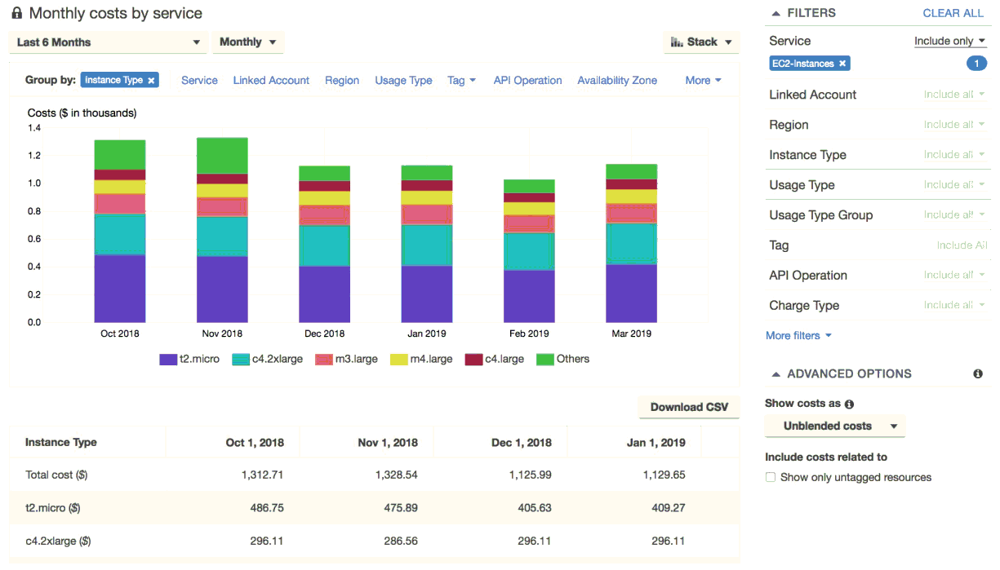 Monthly costs by service
Last 6 Months Monthly Stack
Group by: Instance Type × Service Linked Account Region Usage Type Tag API Operation Availability Zone More
Costs ($ in thousands)
1.4
1.2
1.0
0.8
0.6
0.4
0.2
0.0
Oct 2018 Nov 2018 Dec 2018 Jan 2019 Feb 2019 Mar 2019
t2.micro c4.2xlarge m3.large m4.large c4.large Others
Download CSV
Instance Type Oct 1, 2018 Nov 1, 2018 Dec 1, 2018 Jan 1, 2019
Total cost ($) 1,312.71 1,328.54 1,125.99 1,129.65
t2.micro ($) 486.75 475.89 405.63 409.27
c4.2xlarge ($) 296.11 286.56 296.11 296.11
FILTERS CLEAR ALL
Service Include only
EC2-Instances × 1
Linked Account Include all
Region Include all
Instance Type Include all
Usage Type Include all
Usage Type Group Include all
Tag Include All
API Operation Include all
Charge Type Include all
More filters
ADVANCED OPTIONS
Show costs as
Unblended costs
Include costs related to
Show only untagged resources